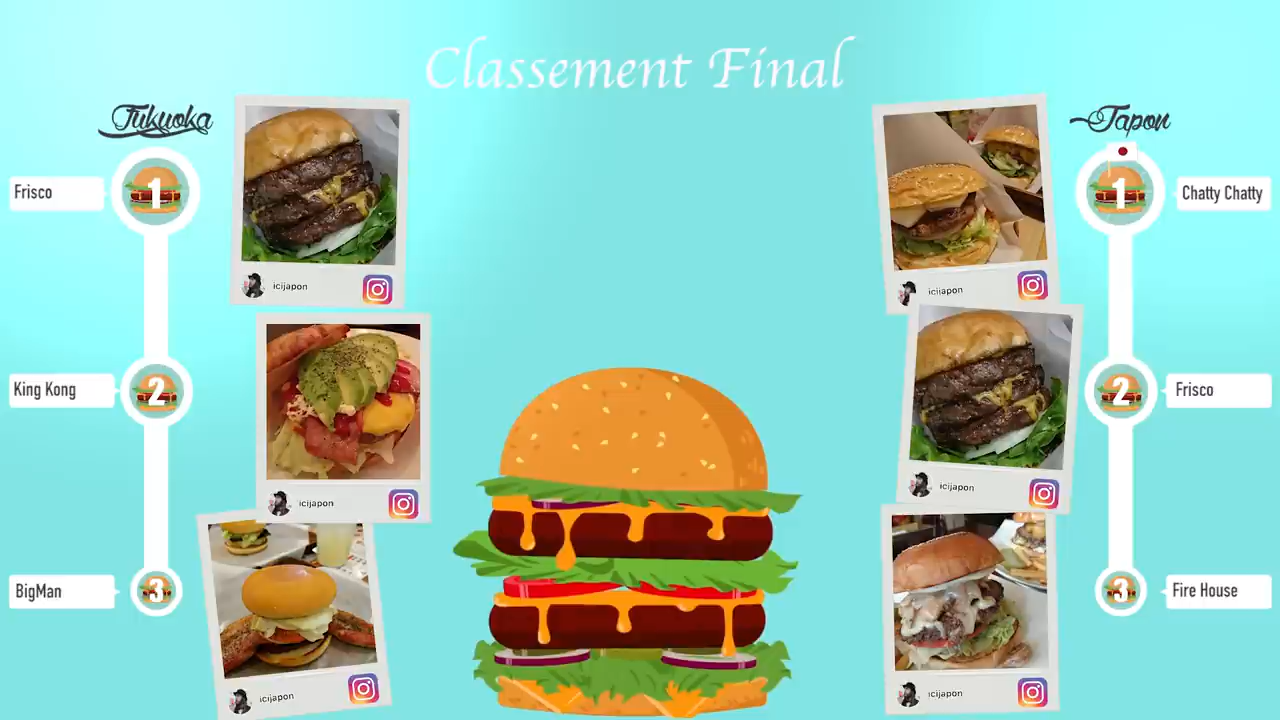 Classement Final
Fukuoka
1
Frisco
icijapon
2
King Kong
icijapon
3
BigMan
icijapon
Japon
1
Chatty Chatty
icijapon
2
Frisco
icijapon
3
Fire House
icijapon